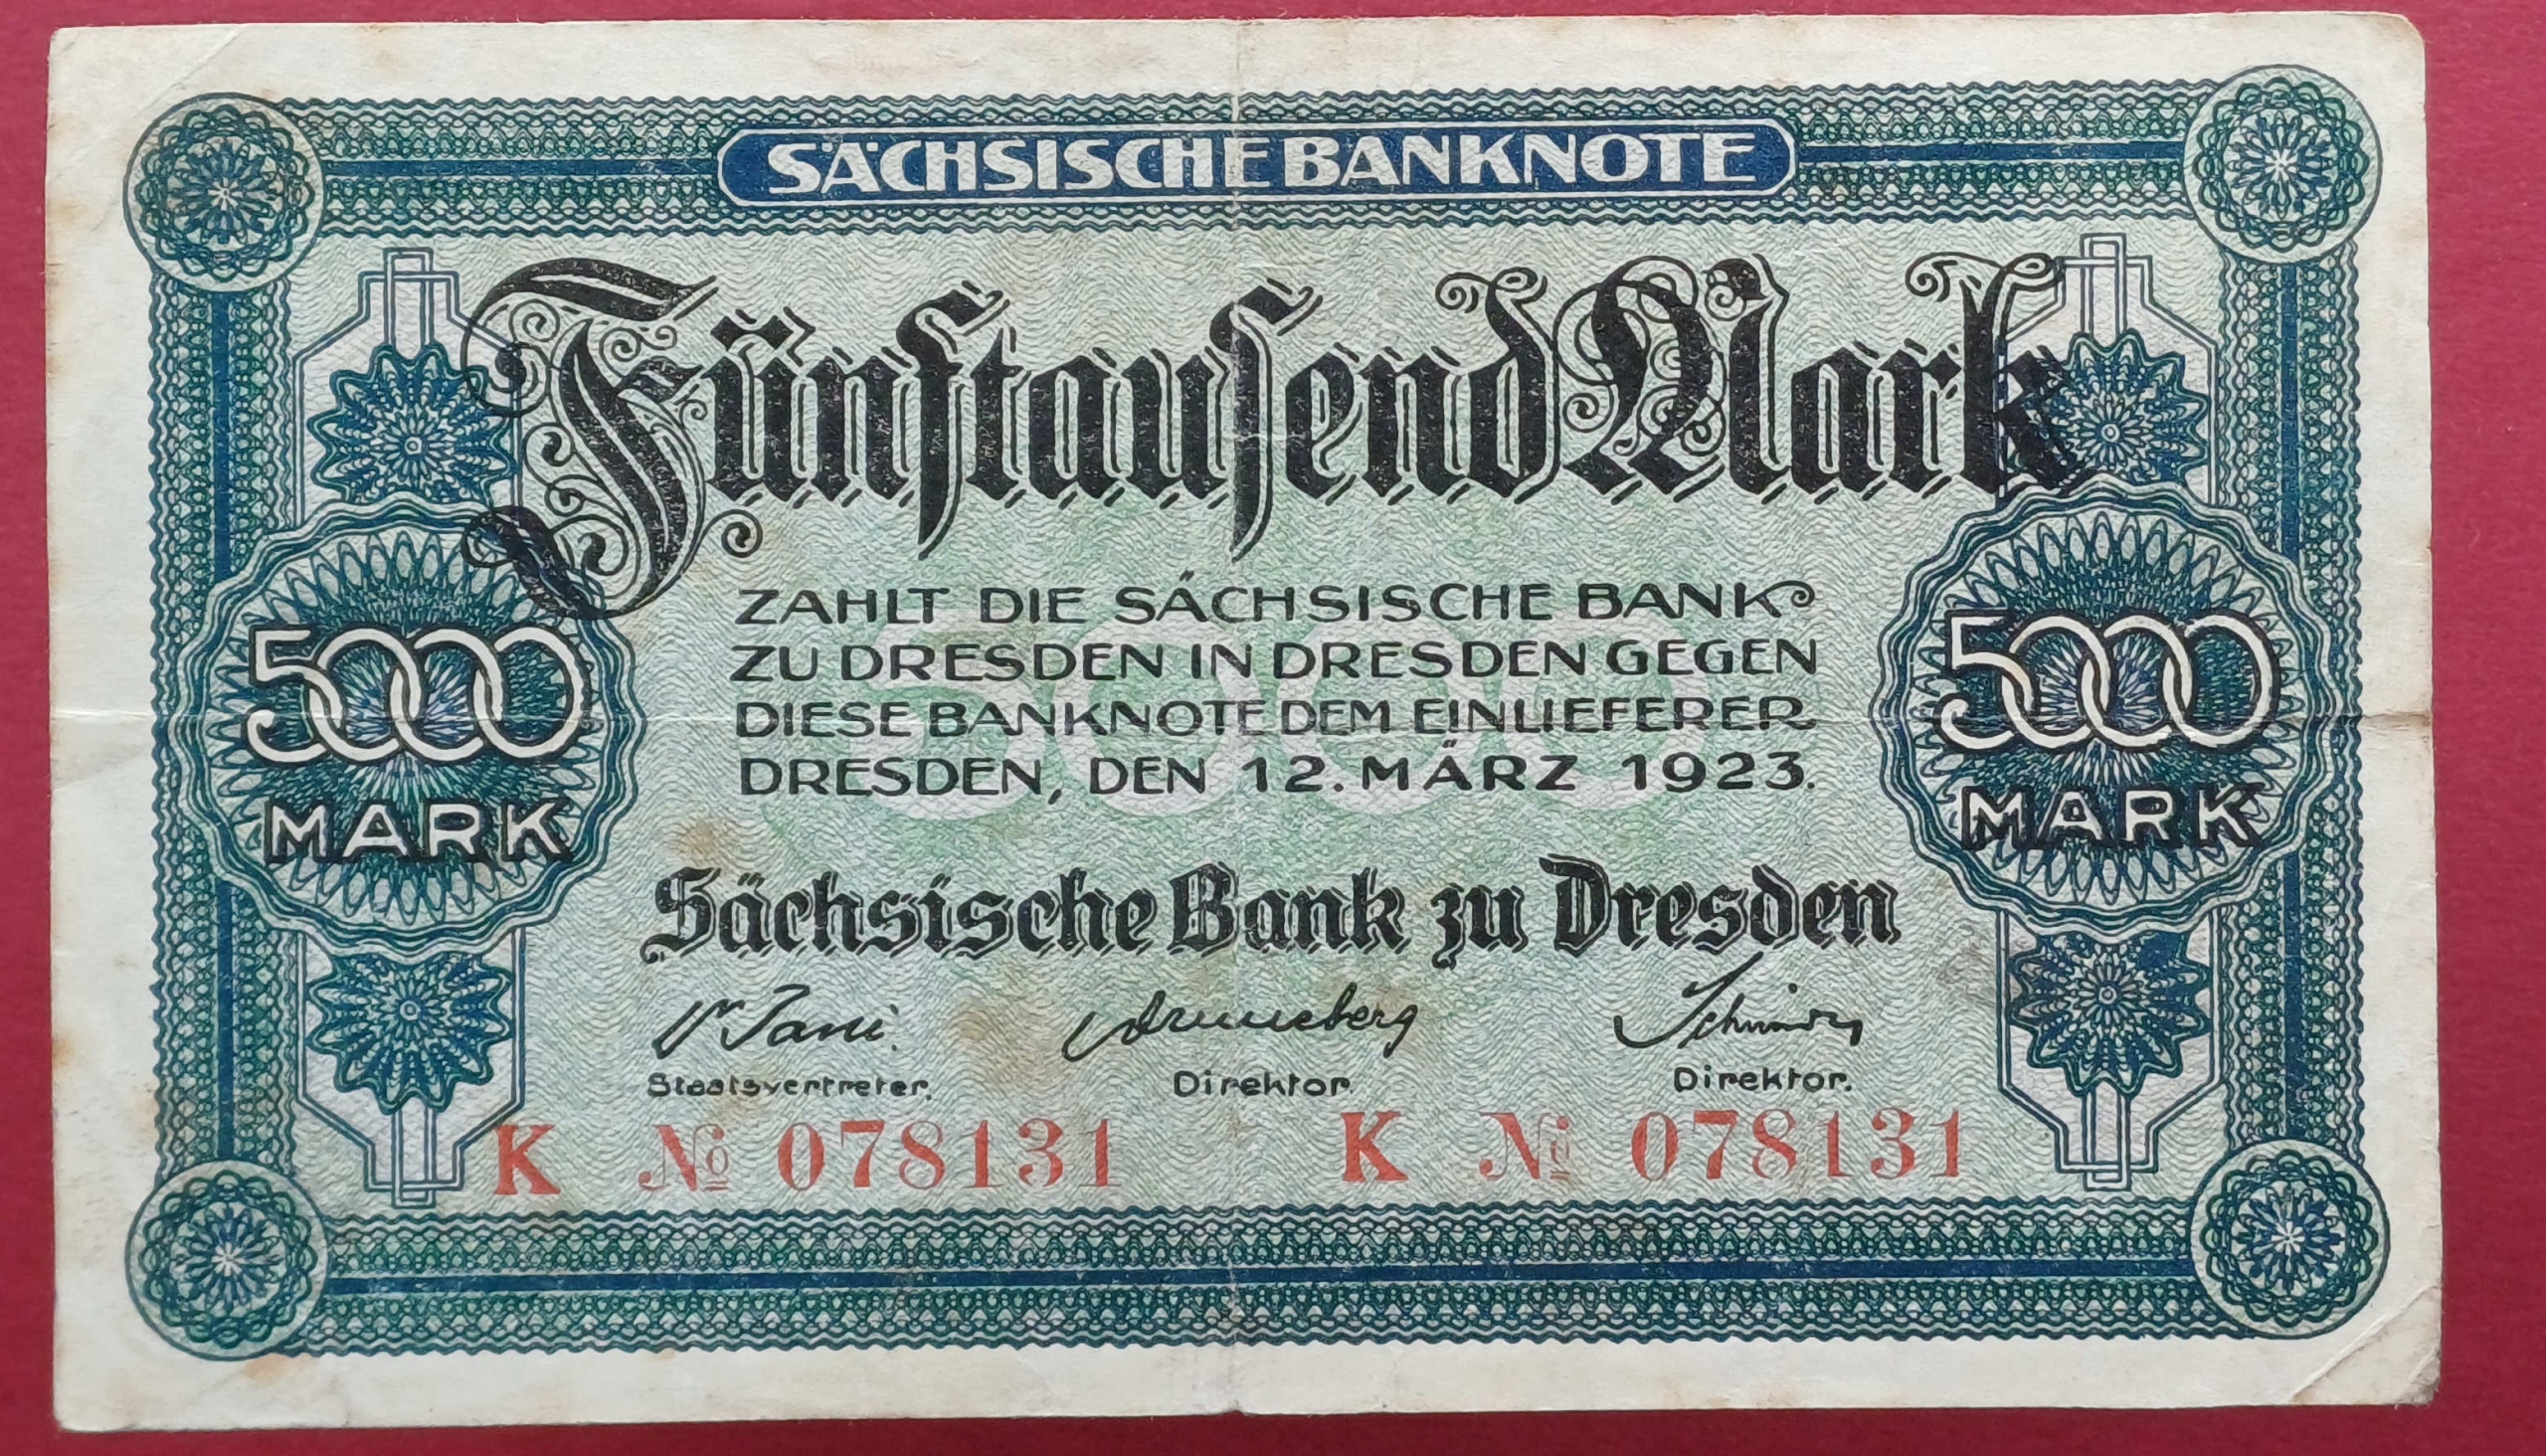 SÄCHSISCHE BANKNOTE
Fünftausend Mark
ZAHLT DIE SÄCHSISCHE BANK
ZU DRESDEN IN DRESDEN GEGEN
DIESE BANKNOTE DEM EINLIEFERER
DRESDEN, DEN 12. MÄRZ 1923.
5000
MARK
5000
MARK
5000
Sächsische Bank zu Dresden
Staatsvertreter. Direktor. Direktor.
K № 078131 K № 078131